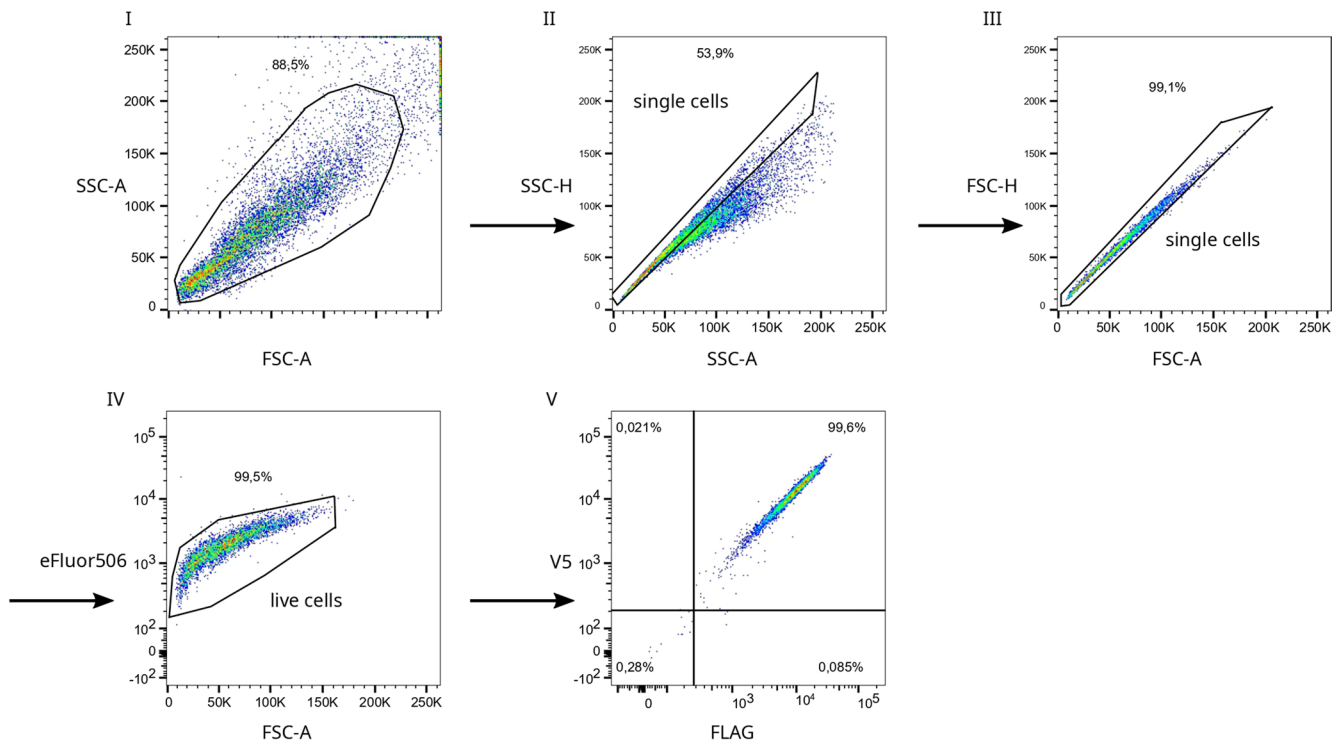 I
II
III
250K
200K
150K
100K
50K
0
SSC-A
88,5%
FSC-A
250K
200K
150K
100K
50K
0
SSC-H
53,9%
single cells
0 50K 100K 150K 200K 250K
SSC-A
250K
200K
150K
100K
50K
0
FSC-H
99,1%
single cells
0 50K 100K 150K 200K 250K
FSC-A
IV
V
10^5
10^4
10^3
10^2
0
-10^2
eFluor506
99,5%
live cells
0 50K 100K 150K 200K 250K
FSC-A
10^5
10^4
10^3
10^2
0
-10^2
V5
0,021%
99,6%
0,28%
0,085%
0 10^3 10^4 10^5
FLAG